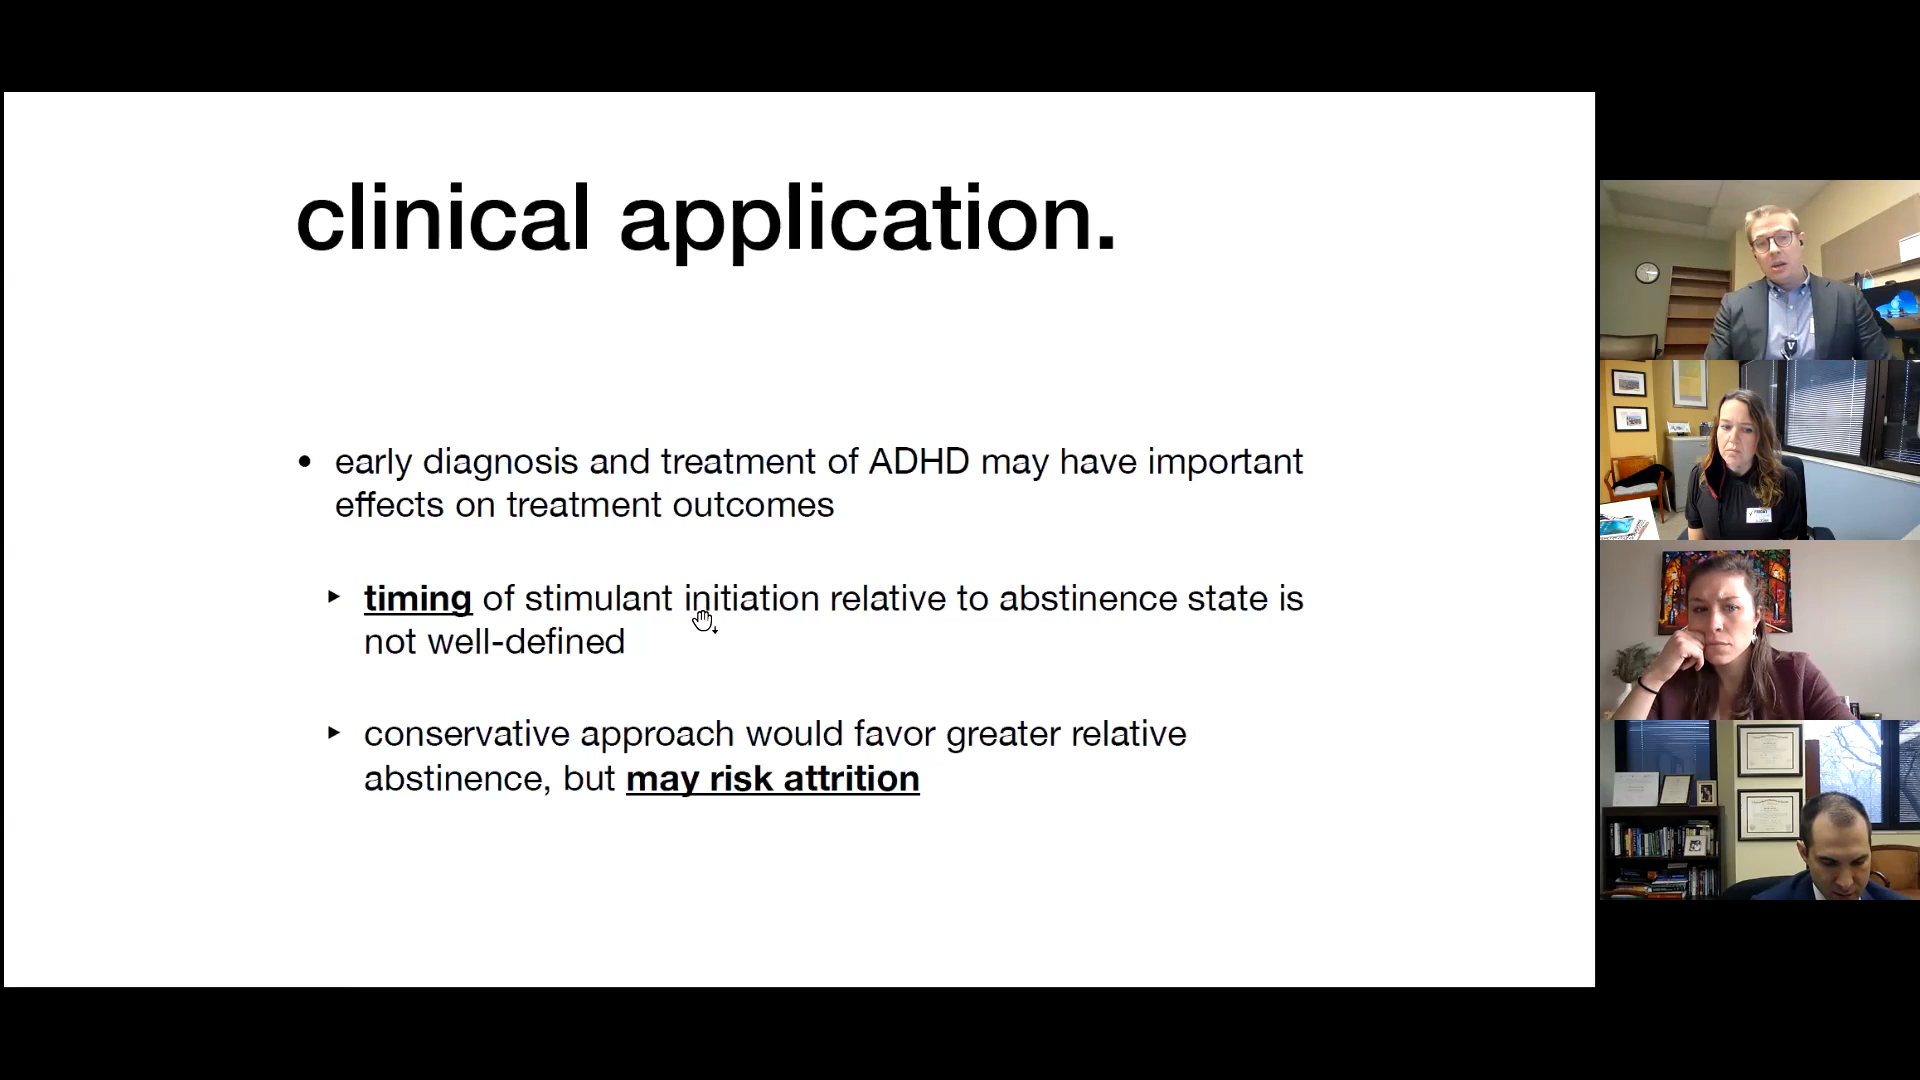 clinical application.
• early diagnosis and treatment of ADHD may have important
effects on treatment outcomes
‣ timing of stimulant initiation relative to abstinence state is
not well-defined
‣ conservative approach would favor greater relative
abstinence, but may risk attrition
V